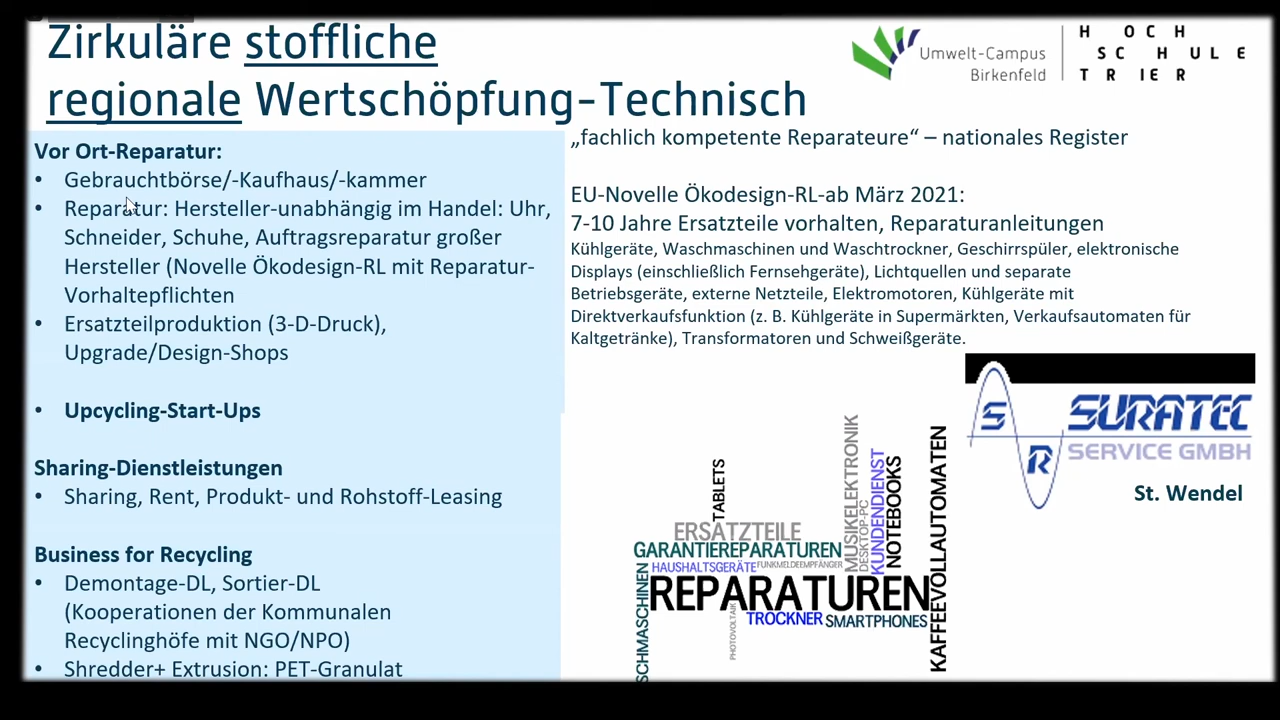 Zirkuläre stoffliche
regionale Wertschöpfung-Technisch
Umwelt-Campus
Birkenfeld
HOCH
SCHULE
TRIER
Vor Ort-Reparatur:
• Gebrauchtbörse/-Kaufhaus/-kammer
• Reparatur: Hersteller-unabhängig im Handel: Uhr,
Schneider, Schuhe, Auftragsreparatur großer
Hersteller (Novelle Ökodesign-RL mit Reparatur-
Vorhaltepflichten
• Ersatzteilproduktion (3-D-Druck),
Upgrade/Design-Shops
• Upcycling-Start-Ups
Sharing-Dienstleistungen
• Sharing, Rent, Produkt- und Rohstoff-Leasing
Business for Recycling
• Demontage-DL, Sortier-DL
(Kooperationen der Kommunalen
Recyclinghöfe mit NGO/NPO)
• Shredder+ Extrusion: PET-Granulat
„fachlich kompetente Reparateure“ – nationales Register
EU-Novelle Ökodesign-RL-ab März 2021:
7-10 Jahre Ersatzteile vorhalten, Reparaturanleitungen
Kühlgeräte, Waschmaschinen und Waschtrockner, Geschirrspüler, elektronische
Displays (einschließlich Fernsehgeräte), Lichtquellen und separate
Betriebsgeräte, externe Netzteile, Elektromotoren, Kühlgeräte mit
Direktverkaufsfunktion (z. B. Kühlgeräte in Supermärkten, Verkaufsautomaten für
Kaltgetränke), Transformatoren und Schweißgeräte.
S R
SURATEC
SERVICE GMBH
St. Wendel
TABLETS
ERSATZTEILE
GARANTIEREPARATUREN
HAUSHALTSGERÄTE
FUNKMELDEEMPFÄNGER
REPARATUREN
TROCKNER
SMARTPHONES
PHOTOVOLTAIK
SCHMASCHINEN
MUSIKELEKTRONIK
DESKTOP-PC
KUNDENDIENST
NOTEBOOKS
KAFFEEVOLLAUTOMATEN